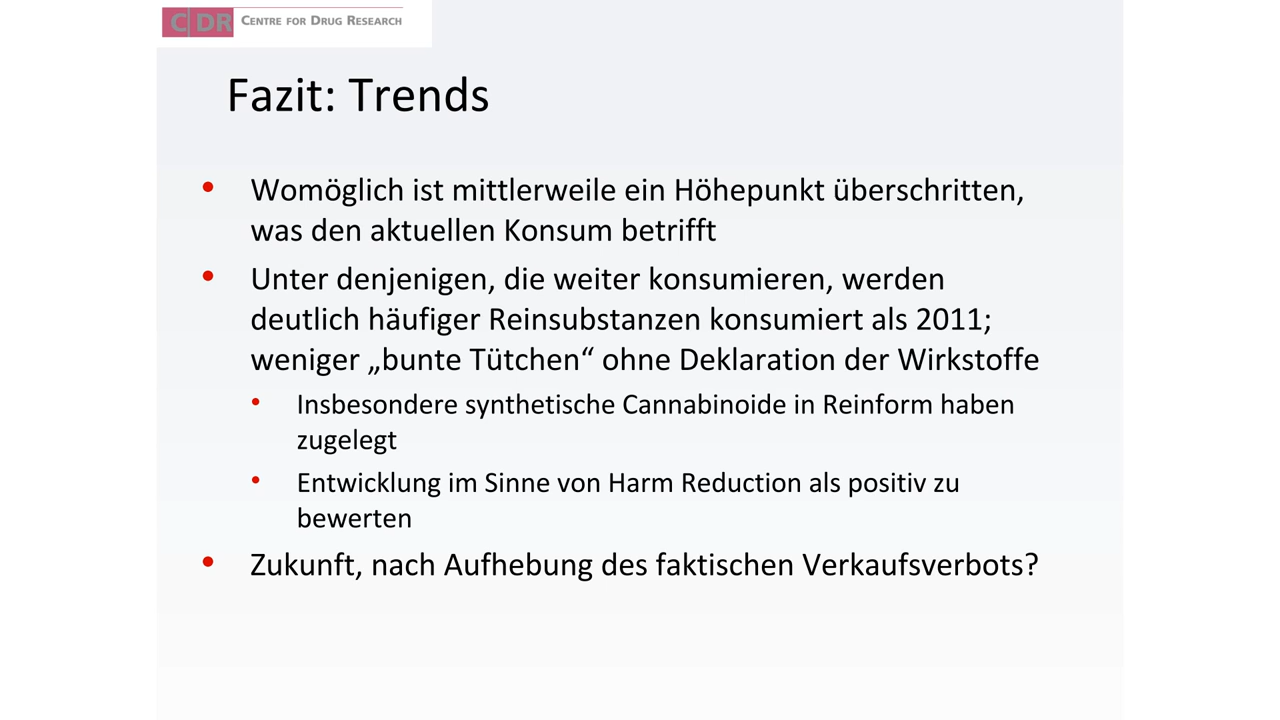 CDR CENTRE FOR DRUG RESEARCH
Fazit: Trends
• Womöglich ist mittlerweile ein Höhepunkt überschritten,
was den aktuellen Konsum betrifft
• Unter denjenigen, die weiter konsumieren, werden
deutlich häufiger Reinsubstanzen konsumiert als 2011;
weniger „bunte Tütchen“ ohne Deklaration der Wirkstoffe
• Insbesondere synthetische Cannabinoide in Reinform haben
zugelegt
• Entwicklung im Sinne von Harm Reduction als positiv zu
bewerten
• Zukunft, nach Aufhebung des faktischen Verkaufsverbots?